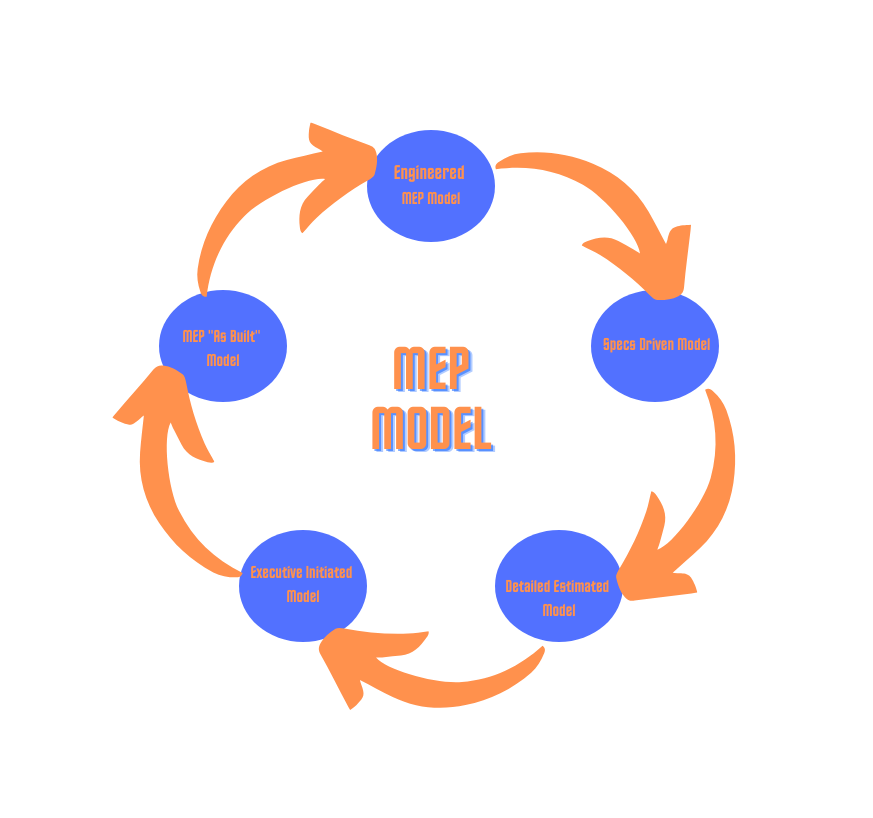 Engineered
MEP Model
Specs Driven Model
Detailed Estimated
Model
Executive Initiated
Model
MEP "As Built"
Model
MEP
MODEL